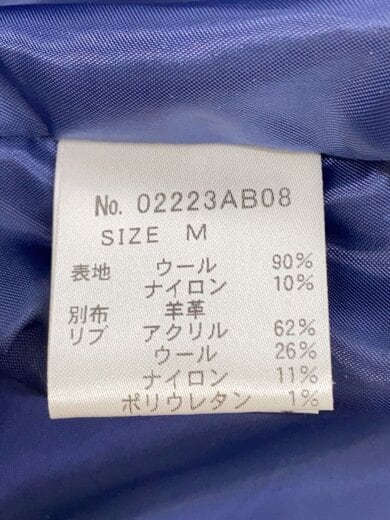 No. 02223AB08
SIZE M
表地 ウール 90%
ナイロン 10%
別布 羊革
リブ アクリル 62%
ウール 26%
ナイロン 11%
ポリウレタン 1%